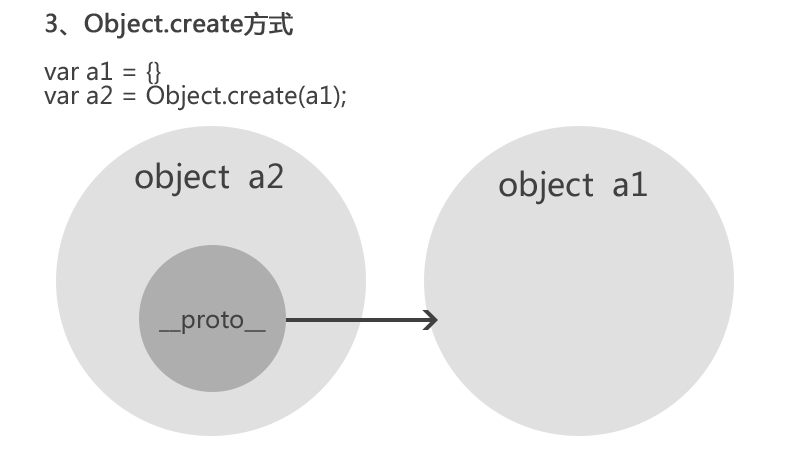 3、Object.create方式
var a1 = {}
var a2 = Object.create(a1);
object a2
object a1
__proto__